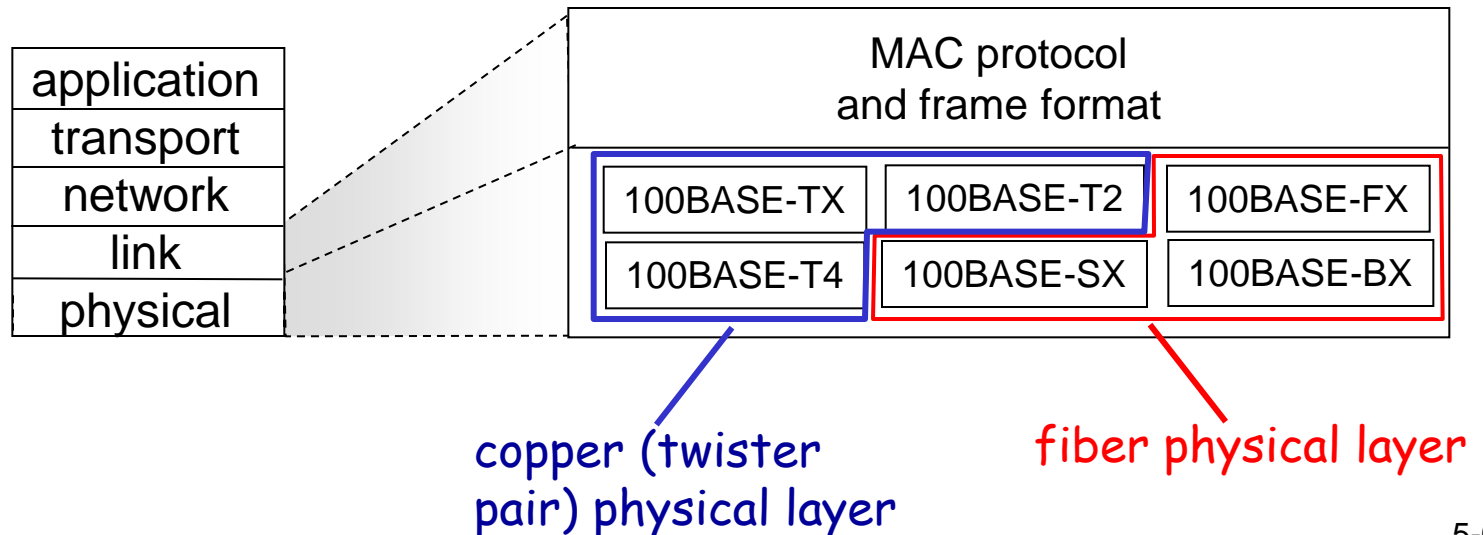 application
transport
network
link
physical
MAC protocol
and frame format
100BASE-TX
100BASE-T2
100BASE-FX
100BASE-T4
100BASE-SX
100BASE-BX
copper (twister
pair) physical layer
fiber physical layer